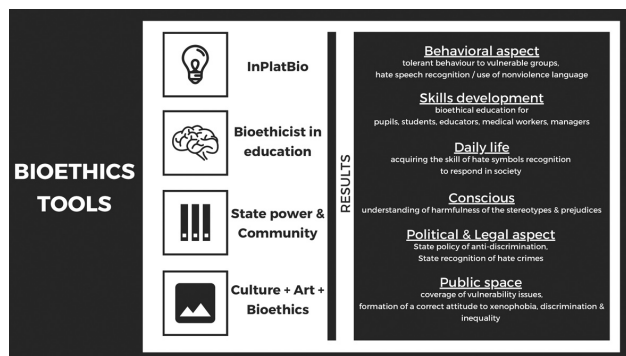 BIOETHICS
TOOLS
InPlatBio
Bioethicist in
education
State power &
Community
Culture + Art +
Bioethics
RESULTS
Behavioral aspect
tolerant behaviour to vulnerable groups,
hate speech recognition / use of nonviolence language
Skills development
bioethical education for
pupils, students, educators, medical workers, managers
Daily life
acquiring the skill of hate symbols recognition
to respond in society
Conscious
understanding of harmfulness of the stereotypes & prejudices
Political & Legal aspect
State policy of anti-discrimination,
State recognition of hate crimes
Public space
coverage of vulnerability issues,
formation of a correct attitude to xenophobia, discrimination &
inequality